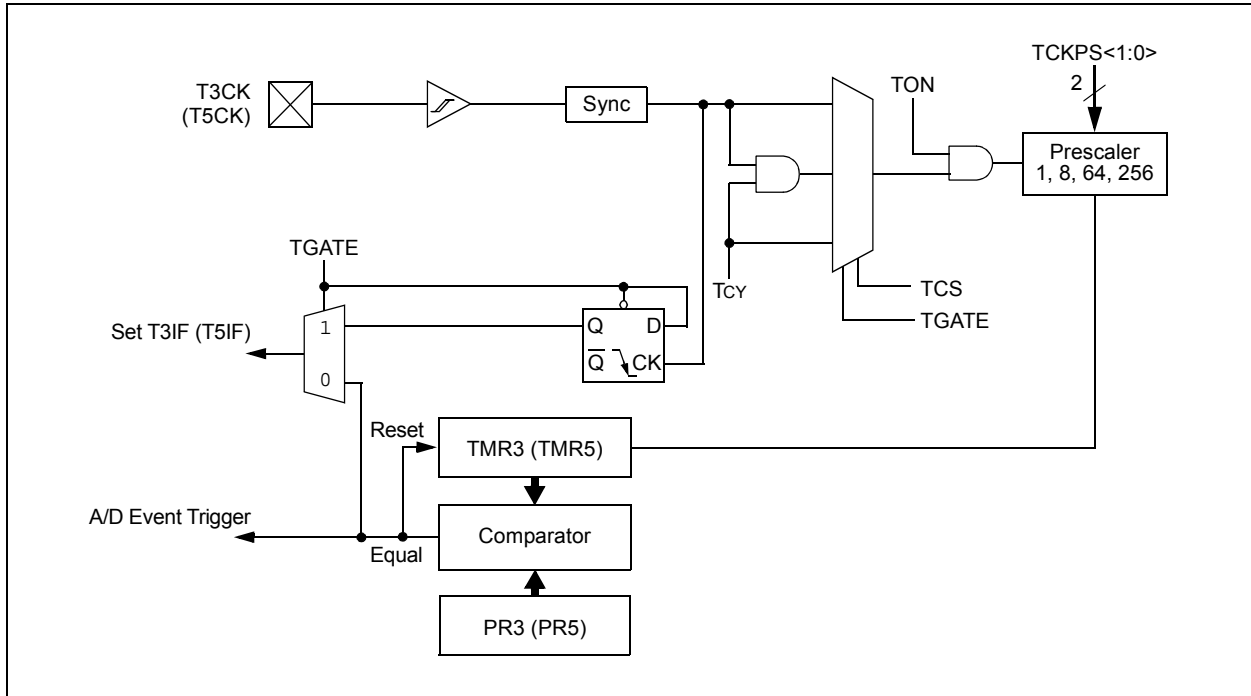 TCKPS<1:0>
2
T3CK
(T5CK)
Sync
TON
Prescaler
1, 8, 64, 256
TGATE
TCY
TCS
TGATE
Set T3IF (T5IF)
1
0
Q
D
Q
CK
Reset
TMR3 (TMR5)
A/D Event Trigger
Equal
Comparator
PR3 (PR5)